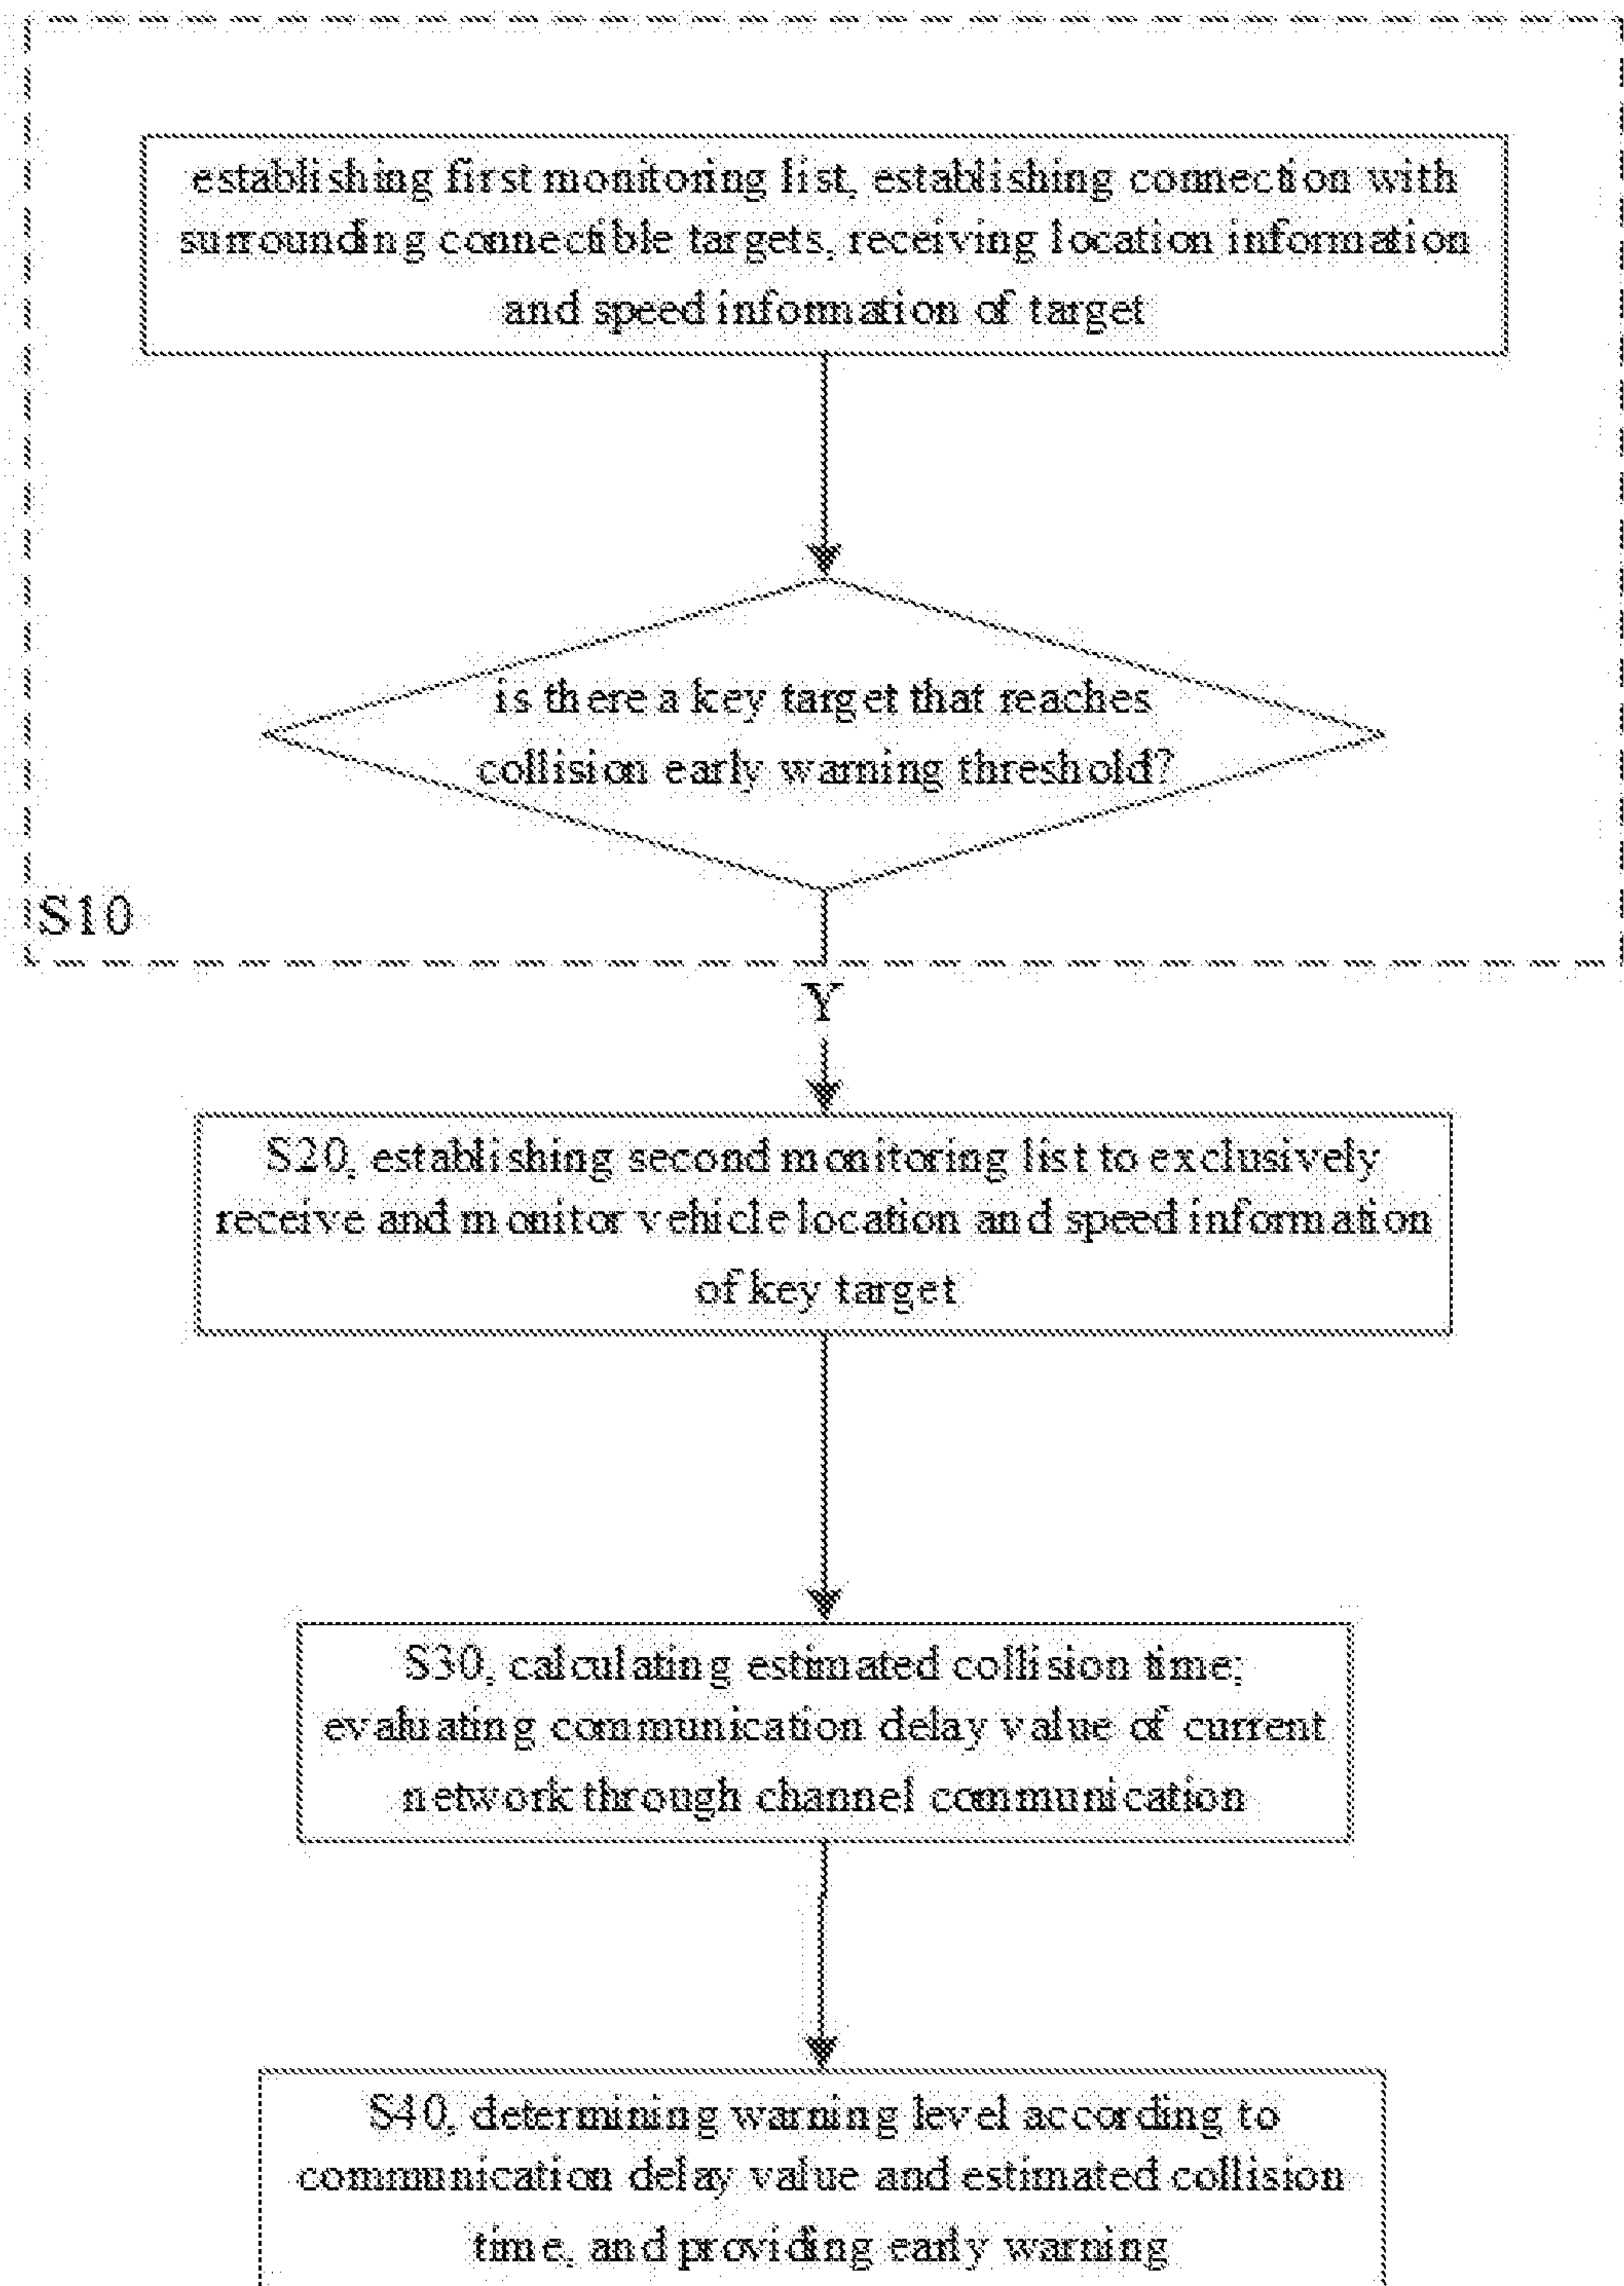 establishing first monitoring list, establishing connection with
surrounding connectible targets, receiving location information
and speed information of target
is there a key target that reaches
collision early warning threshold?
S10
Y
S20, establishing second monitoring list to exclusively
receive and monitor vehicle location and speed information
of key target
S30, calculating estimated collision time;
evaluating communication delay value of current
network through channel communication
S40, determining warning level according to
communication delay value and estimated collision
time, and providing early warning